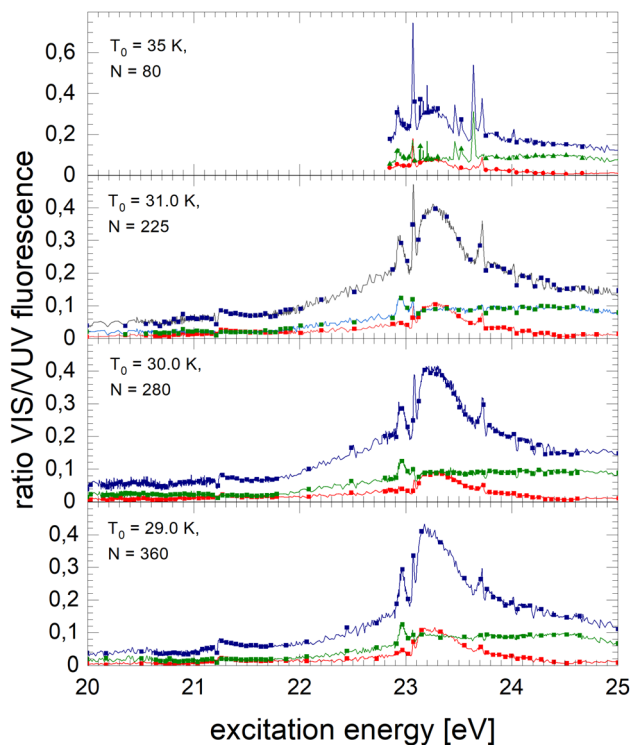 ratio VIS/VUV fluorescence
T₀ = 35 K,
N = 80
0,6
0,4
0,2
0
T₀ = 31.0 K,
N = 225
0,4
0,3
0,2
0,1
0
T₀ = 30.0 K,
N = 280
0,4
0,3
0,2
0,1
0
T₀ = 29.0 K,
N = 360
0,4
0,3
0,2
0,1
0
20 21 22 23 24 25
excitation energy [eV]